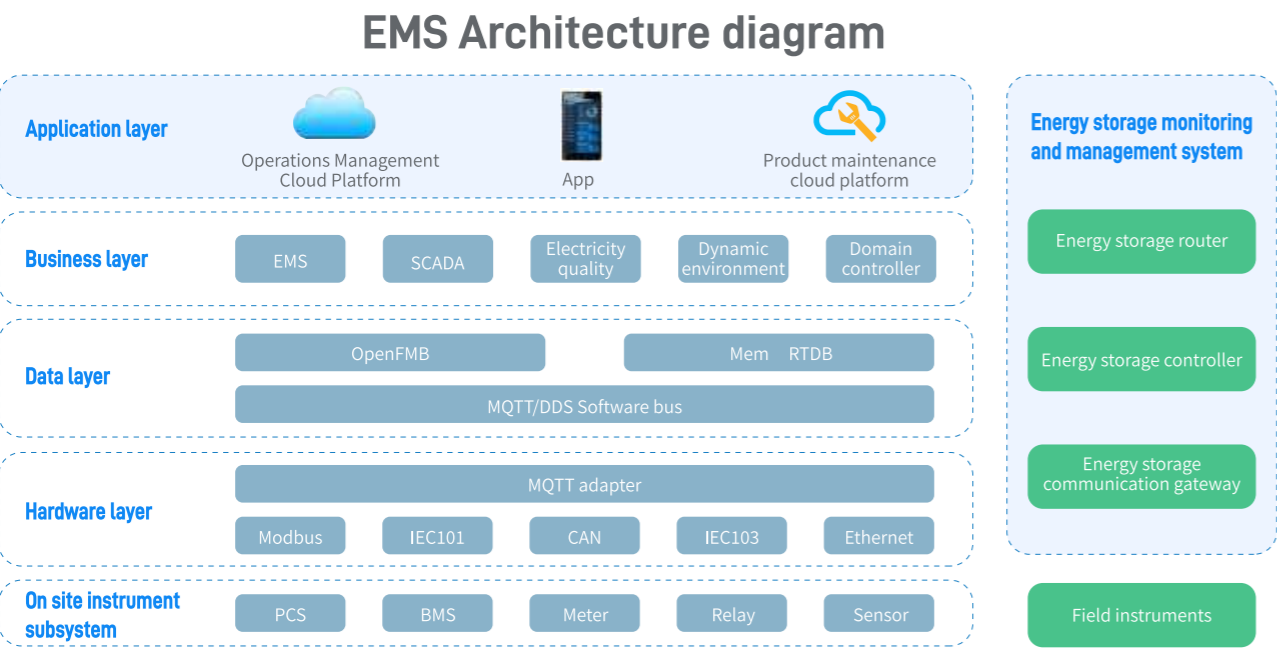 EMS Architecture diagram
Application layer
Operations Management
Cloud Platform
App
Product maintenance
cloud platform
Business layer
EMS
SCADA
Electricity
quality
Dynamic
environment
Domain
controller
Data layer
OpenFMB
Mem RTDB
MQTT/DDS Software bus
Hardware layer
MQTT adapter
Modbus
IEC101
CAN
IEC103
Ethernet
On site instrument
subsystem
PCS
BMS
Meter
Relay
Sensor
Energy storage monitoring
and management system
Energy storage router
Energy storage controller
Energy storage
communication gateway
Field instruments